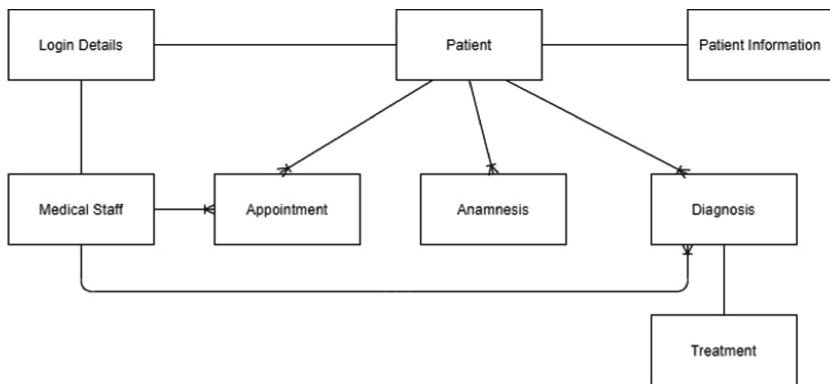 Login Details
Patient
Patient Information
Medical Staff
Appointment
Anamnesis
Diagnosis
Treatment